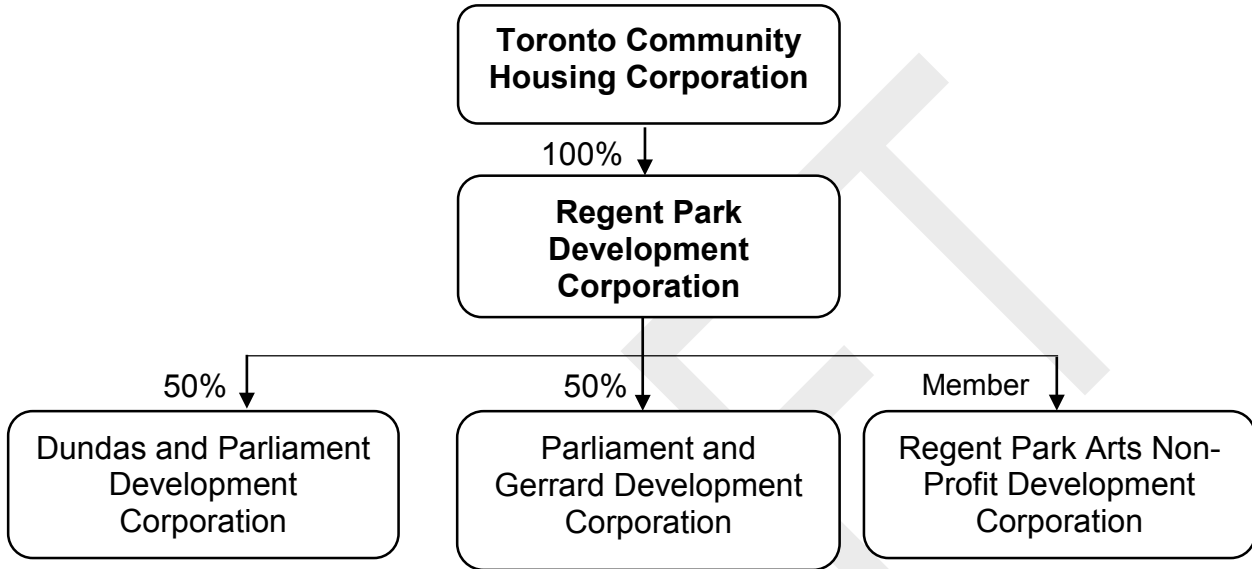 Toronto Community
Housing Corporation
100%
Regent Park
Development
Corporation
50%
50%
Member
Dundas and Parliament
Development
Corporation
Parliament and
Gerrard Development
Corporation
Regent Park Arts Non-
Profit Development
Corporation